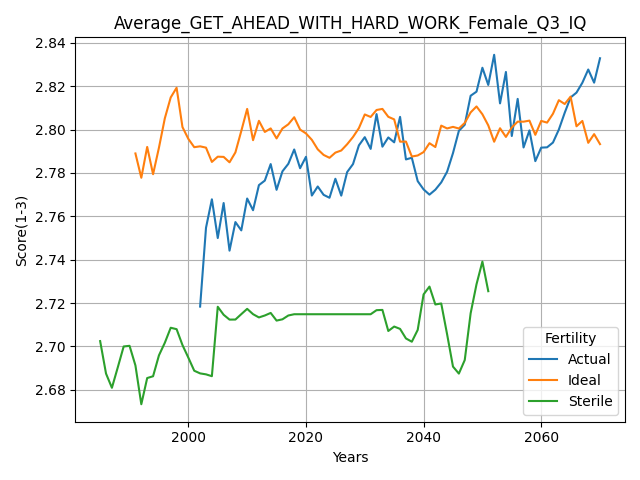 Average_GET_AHEAD_WITH_HARD_WORK_Female_Q3_IQ
Score(1-3)
2.84
2.82
2.80
2.78
2.76
2.74
2.72
2.70
2.68
2000
2020
2040
2060
Years
Fertility
Actual
Ideal
Sterile